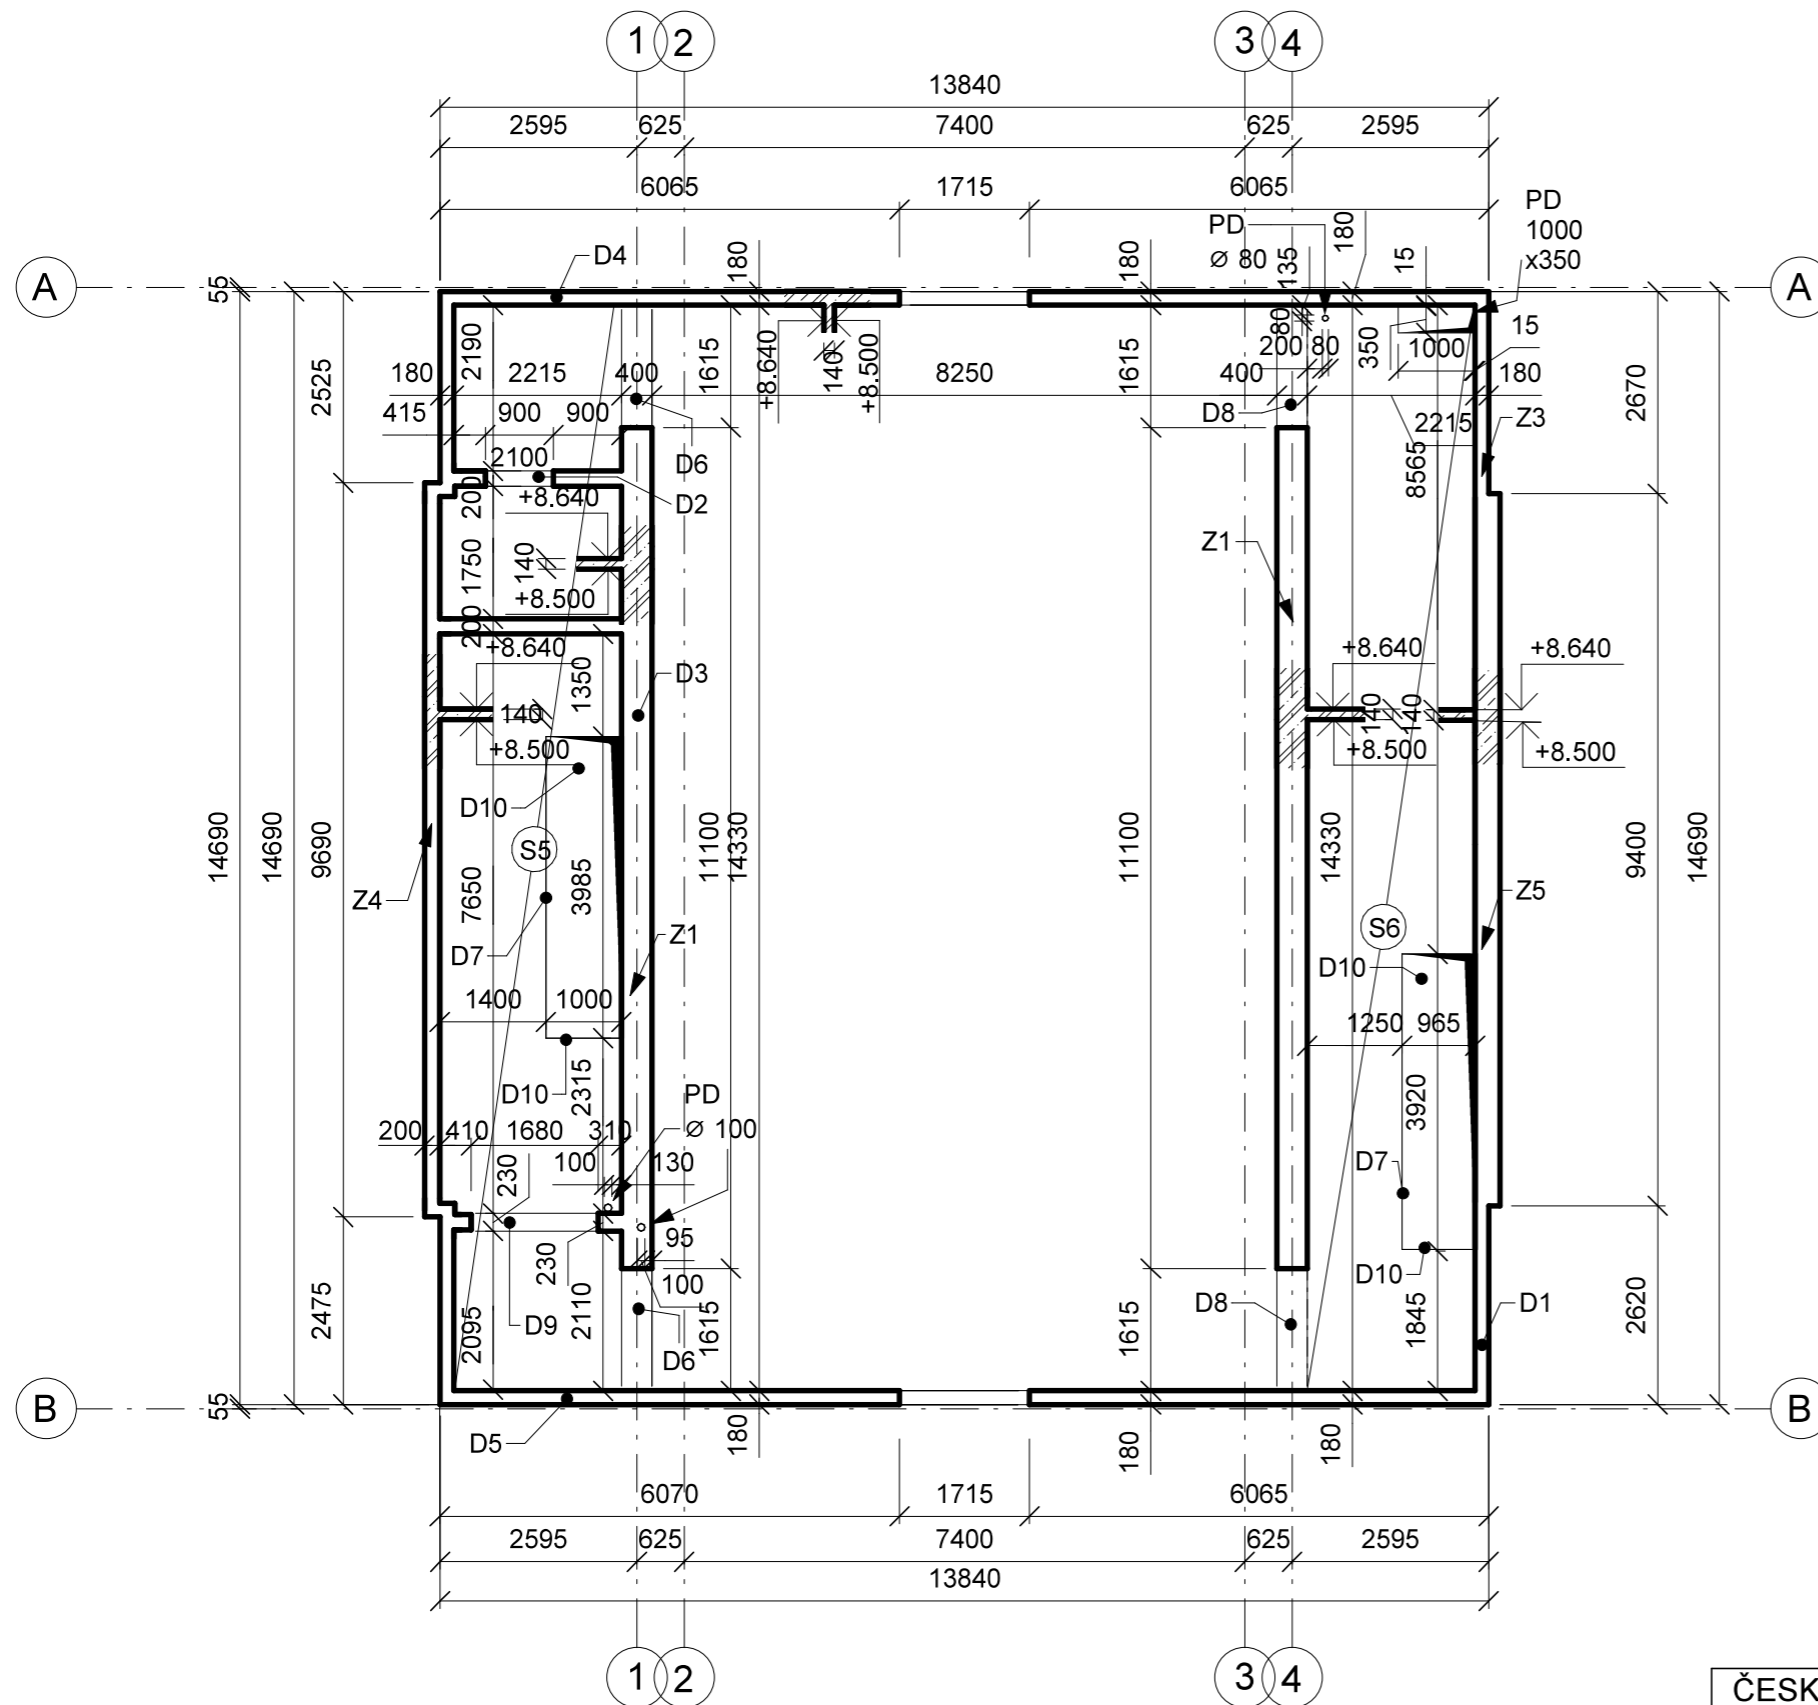 1 2 3 4
13840
2595 625 7400 625 2595
6065 1715 6065
PD
1000
x350
PD
Ø 80
180
135
15
A
A
55
D4
180
180
80
200 80
350
1000
15
+8.640
140
+8.500
2190
1615
1615
2525
180 2215 400 8250 400 180
415 900 900
2215
2670
D8
Z3
2100
D6
8565
200
+8.640
D2
1750
140
+8.500
Z1
200
+8.640
1350
D3
+8.640
+8.640
140
140
140
+8.500
+8.500
+8.500
D10
14690
14690
9690
S5
11100
14330
11100
14330
9400
14690
7650
3985
Z4
Z5
D7
Z1
S6
D10
1400 1000
1250 965
D10
2315
PD
Ø 100
3920
200 410 1680 310
100 130
230
D7
95
230
100
D10
2475
2095
D9
2110
D6
1615
1615
D8
1845
D1
2620
B
B
55
D5
180
180
180
6070 1715 6065
2595 625 7400 625 2595
13840
1 2 3 4
ČESK